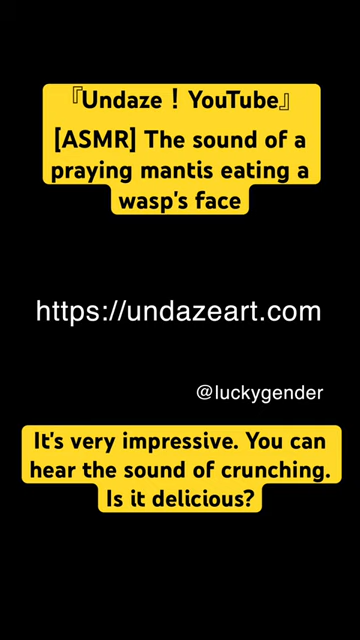 『Undaze！YouTube』
[ASMR] The sound of a
praying mantis eating a
wasp's face
https://undazeart.com
@luckygender
It's very impressive. You can
hear the sound of crunching.
Is it delicious?